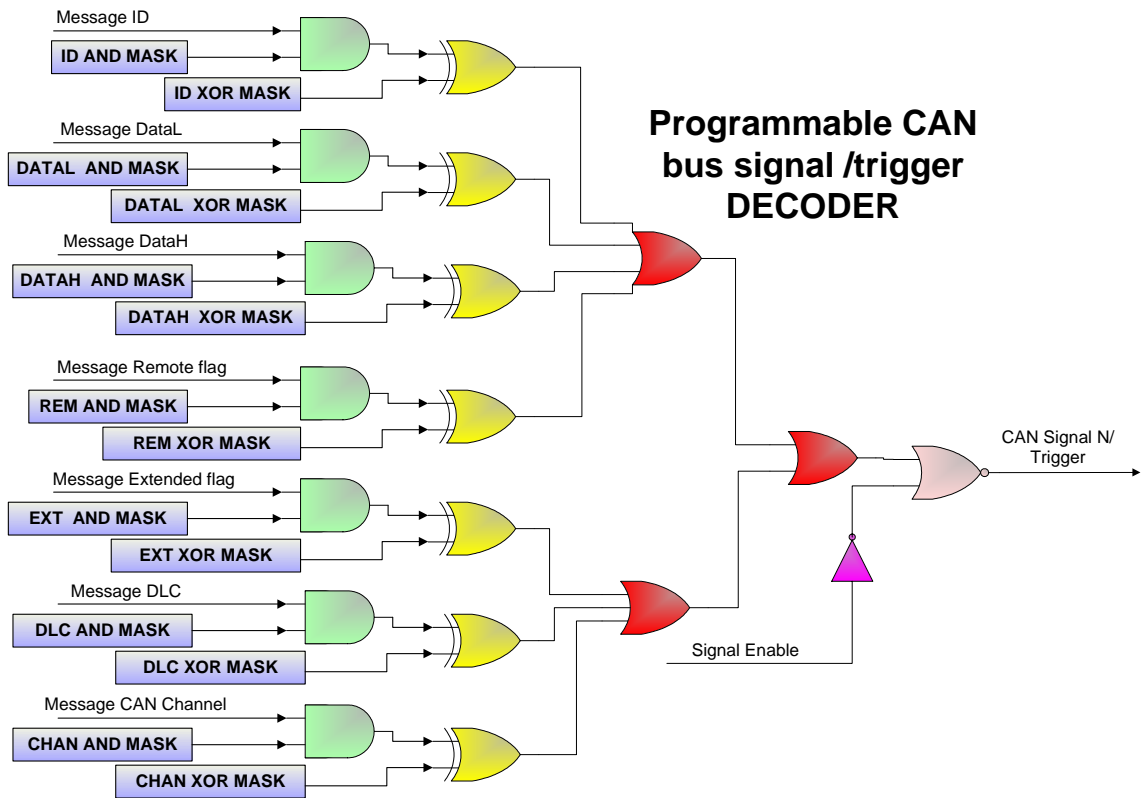 Message ID
ID AND MASK
ID XOR MASK
Programmable CAN
bus signal /trigger
DECODER
Message DataL
DATAL AND MASK
DATAL XOR MASK
Message DataH
DATAH AND MASK
DATAH XOR MASK
Message Remote flag
REM AND MASK
REM XOR MASK
CAN Signal N/
Trigger
Message Extended flag
EXT AND MASK
EXT XOR MASK
Message DLC
DLC AND MASK
DLC XOR MASK
Signal Enable
Message CAN Channel
CHAN AND MASK
CHAN XOR MASK